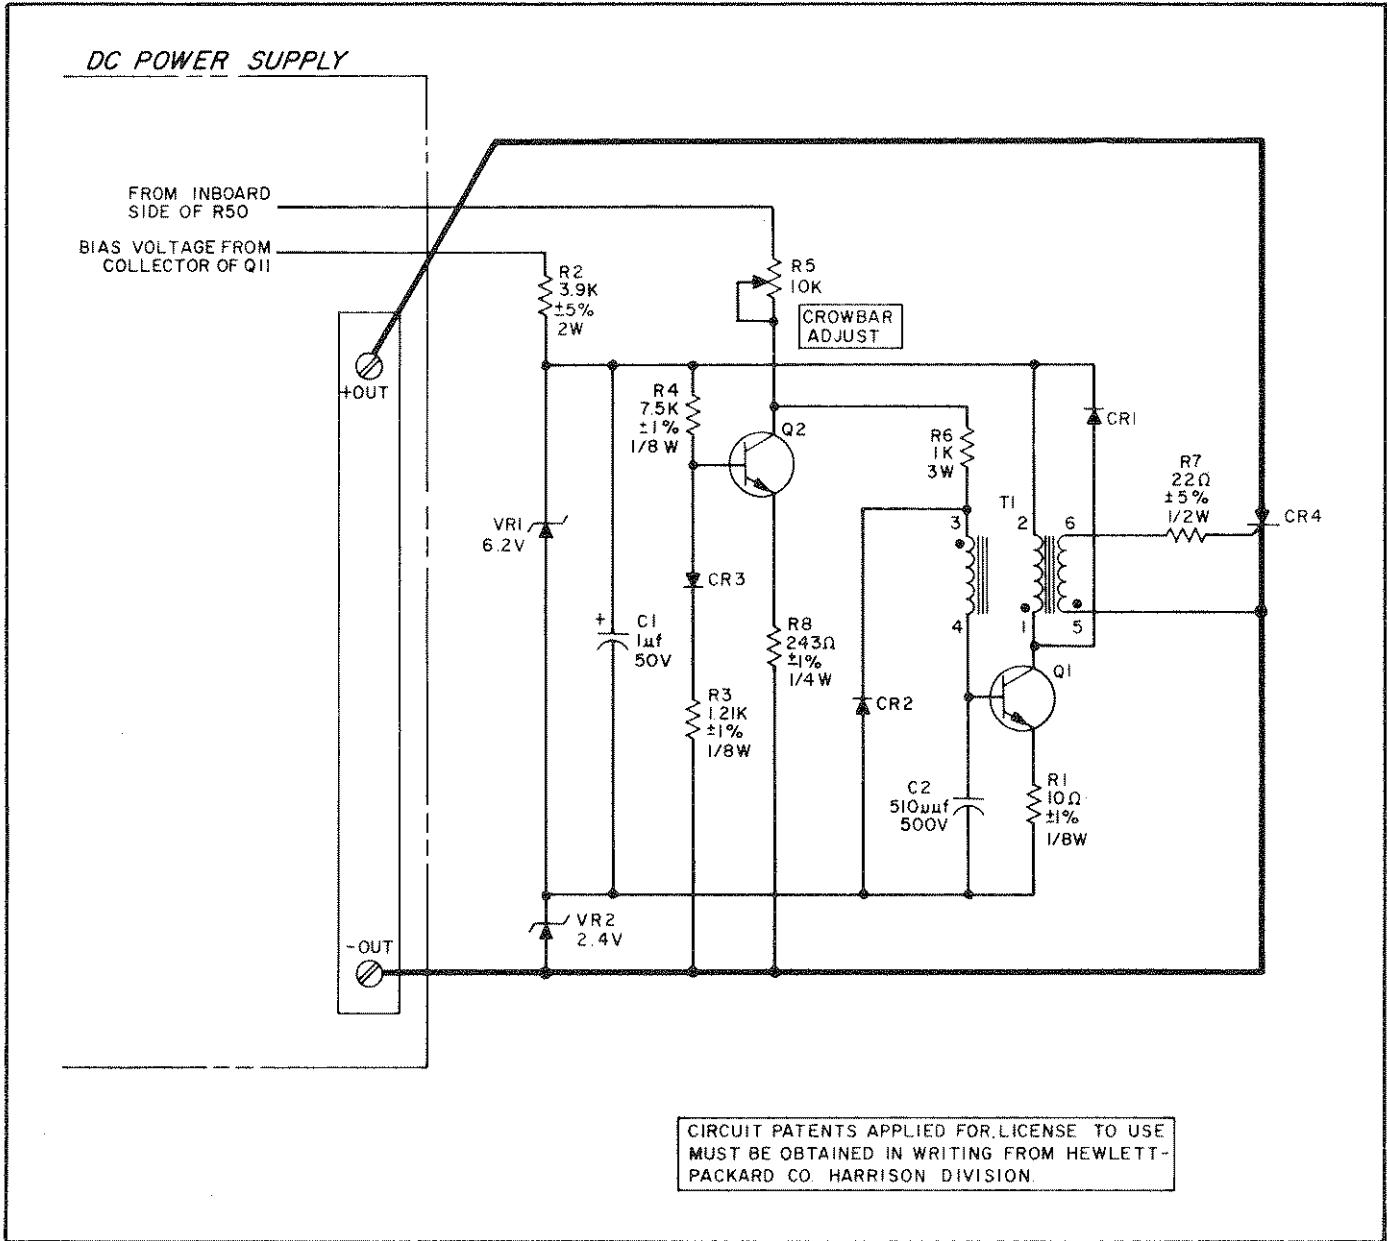 DC POWER SUPPLY
FROM INBOARD
SIDE OF R50
BIAS VOLTAGE FROM
COLLECTOR OF Q11
R2
3.9K
±5%
2W
R5
10K
CROWBAR
ADJUST
+OUT
R4
7.5K
±1%
1/8 W
Q2
R6
1K
3W
CR1
R7
22Ω
±5%
1/2W
T1
3
2
6
CR4
VR1
6.2V
CR3
+
C1
1µf
50V
4
1
5
R8
243Ω
±1%
1/4 W
Q1
R3
1.21K
±1%
1/8W
CR2
C2
510µµf
500V
R1
10Ω
±1%
1/8W
VR2
2.4V
-OUT
CIRCUIT PATENTS APPLIED FOR. LICENSE TO USE
MUST BE OBTAINED IN WRITING FROM HEWLETT-
PACKARD CO. HARRISON DIVISION.